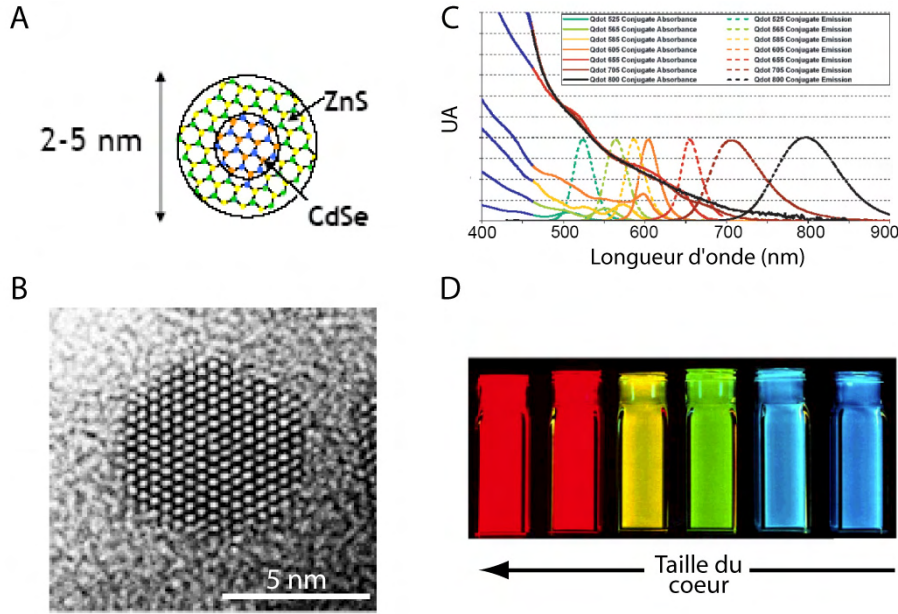 A
2-5 nm
ZnS
CdSe
B
5 nm
C
UA
Qdot 525 Conjugate Absorbance
Qdot 565 Conjugate Absorbance
Qdot 585 Conjugate Absorbance
Qdot 605 Conjugate Absorbance
Qdot 655 Conjugate Absorbance
Qdot 705 Conjugate Absorbance
Qdot 800 Conjugate Absorbance
Qdot 525 Conjugate Emission
Qdot 565 Conjugate Emission
Qdot 585 Conjugate Emission
Qdot 605 Conjugate Emission
Qdot 655 Conjugate Emission
Qdot 705 Conjugate Emission
Qdot 800 Conjugate Emission
400 500 600 700 800 900
Longueur d'onde (nm)
D
Taille du
coeur